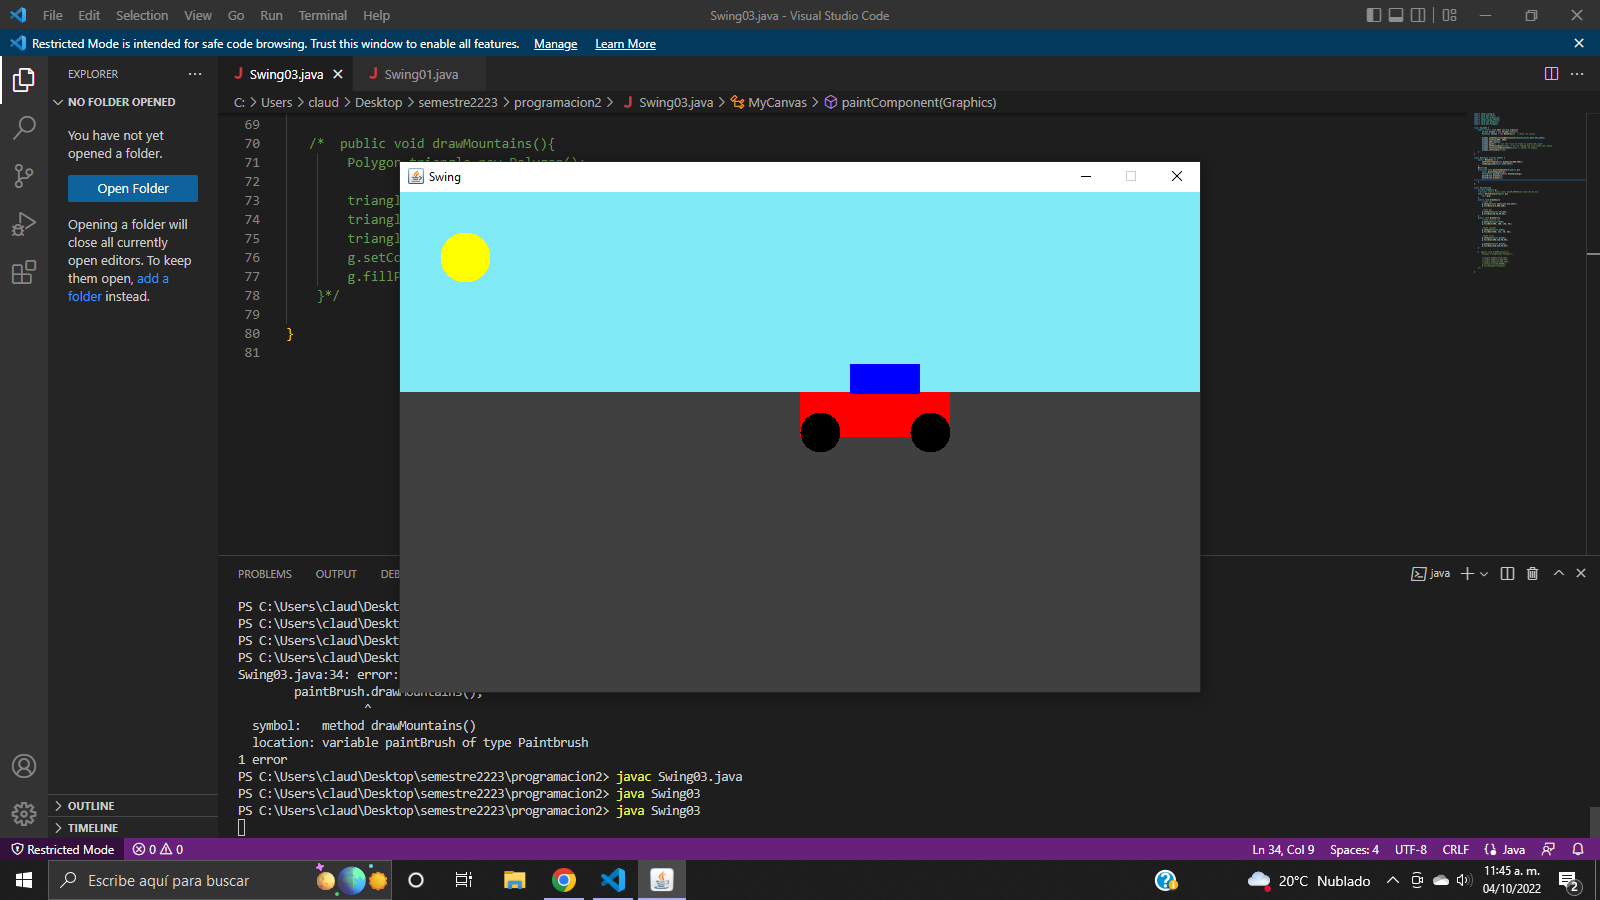 File Edit Selection View Go Run Terminal Help
Swing03.java - Visual Studio Code
Restricted Mode is intended for safe code browsing. Trust this window to enable all features. Manage Learn More
EXPLORER
NO FOLDER OPENED
You have not yet
opened a folder.
Open Folder
Opening a folder will
close all currently
open editors. To keep
them open, add a
folder instead.
OUTLINE
TIMELINE
Swing03.java Swing01.java
C: > Users > claud > Desktop > semestre2223 > programacion2 > Swing03.java > MyCanvas > paintComponent(Graphics)
69
70 /* public void drawMountains(){
71 Polygon triangle new Polygon();
72
73 triangl
74 triangl
75 triangl
76 g.setCo
77 g.fillP
78 }*/
79
80 }
81
Swing
PROBLEMS OUTPUT DEB
java
PS C:\Users\claud\Deskt
PS C:\Users\claud\Deskt
PS C:\Users\claud\Deskt
PS C:\Users\claud\Deskt
Swing03.java:34: error:
paintBrush.drawMountains();
^
symbol: method drawMountains()
location: variable paintBrush of type Paintbrush
1 error
PS C:\Users\claud\Desktop\semestre2223\programacion2> javac Swing03.java
PS C:\Users\claud\Desktop\semestre2223\programacion2> java Swing03
PS C:\Users\claud\Desktop\semestre2223\programacion2> java Swing03
Restricted Mode 0 0
Ln 34, Col 9 Spaces: 4 UTF-8 CRLF Java
Escribe aquí para buscar
20°C Nublado
11:45 a. m.
04/10/2022
2